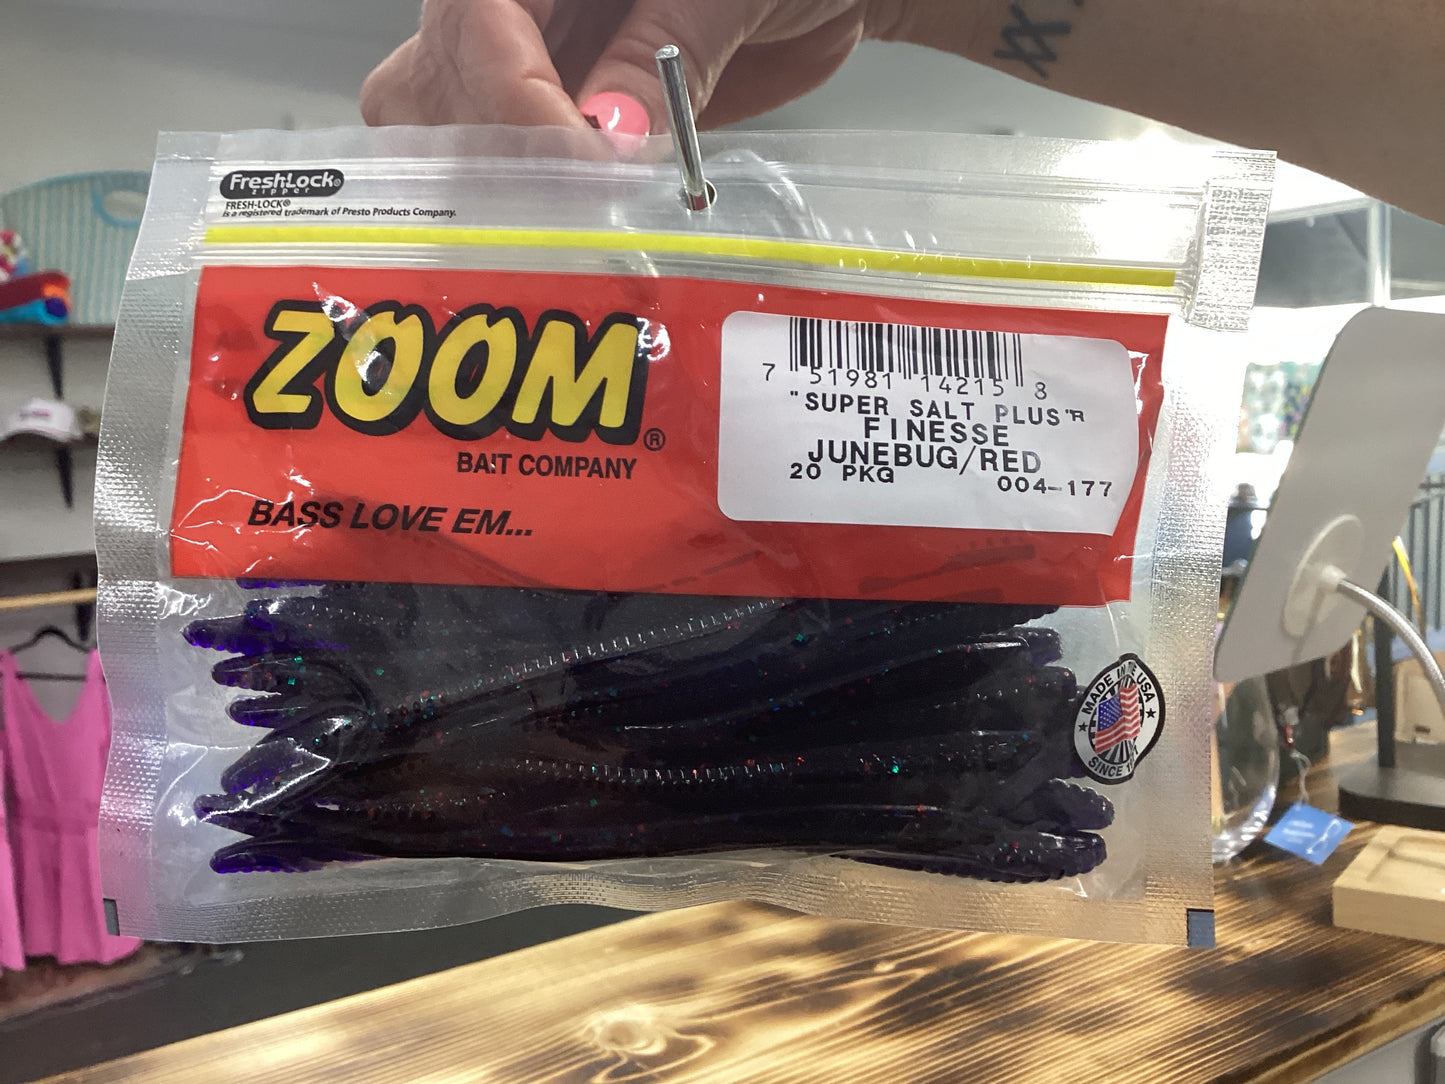 FreshLock®
zipper
FRESH-LOCK®
is a registered trademark of Presto Products Company.
ZOOM®
BAIT COMPANY
BASS LOVE EM...
7 51981 14215 8
"SUPER SALT PLUS"R
FINESSE
JUNEBUG/RED
20 PKG 004-177
MADE IN THE USA
SINCE